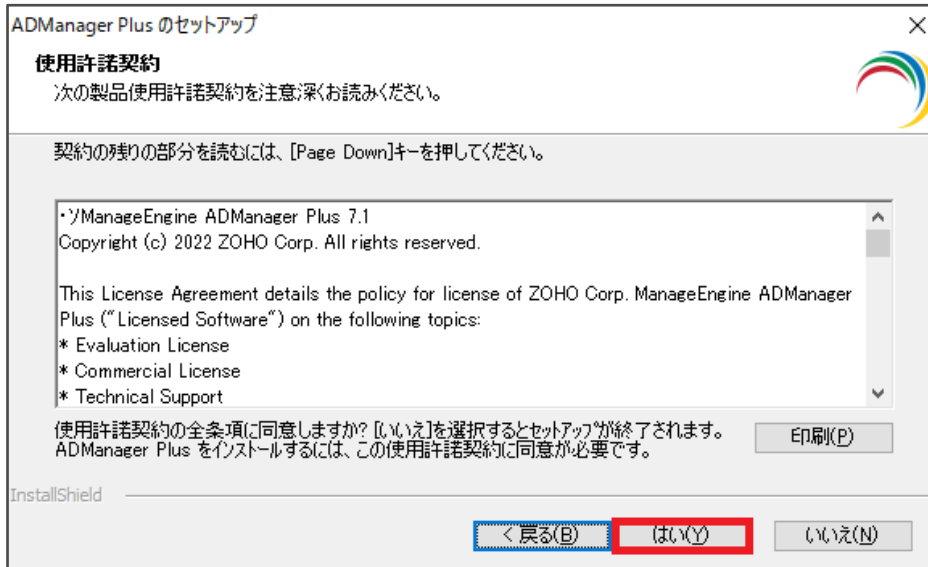 ADManager Plus のセットアップ
使用許諾契約
次の製品使用許諾契約を注意深くお読みください。
契約の残りの部分を読むには、[Page Down]キーを押してください。
・ソManageEngine ADManager Plus 7.1
Copyright (c) 2022 ZOHO Corp. All rights reserved.
This License Agreement details the policy for license of ZOHO Corp. ManageEngine ADManager
Plus ("Licensed Software") on the following topics:
* Evaluation License
* Commercial License
* Technical Support
使用許諾契約の全条項に同意しますか? [いいえ]を選択するとセットアップが終了されます。
ADManager Plus をインストールするには、この使用許諾契約に同意が必要です。
印刷(P)
InstallShield
< 戻る(B)
はい(Y)
いいえ(N)